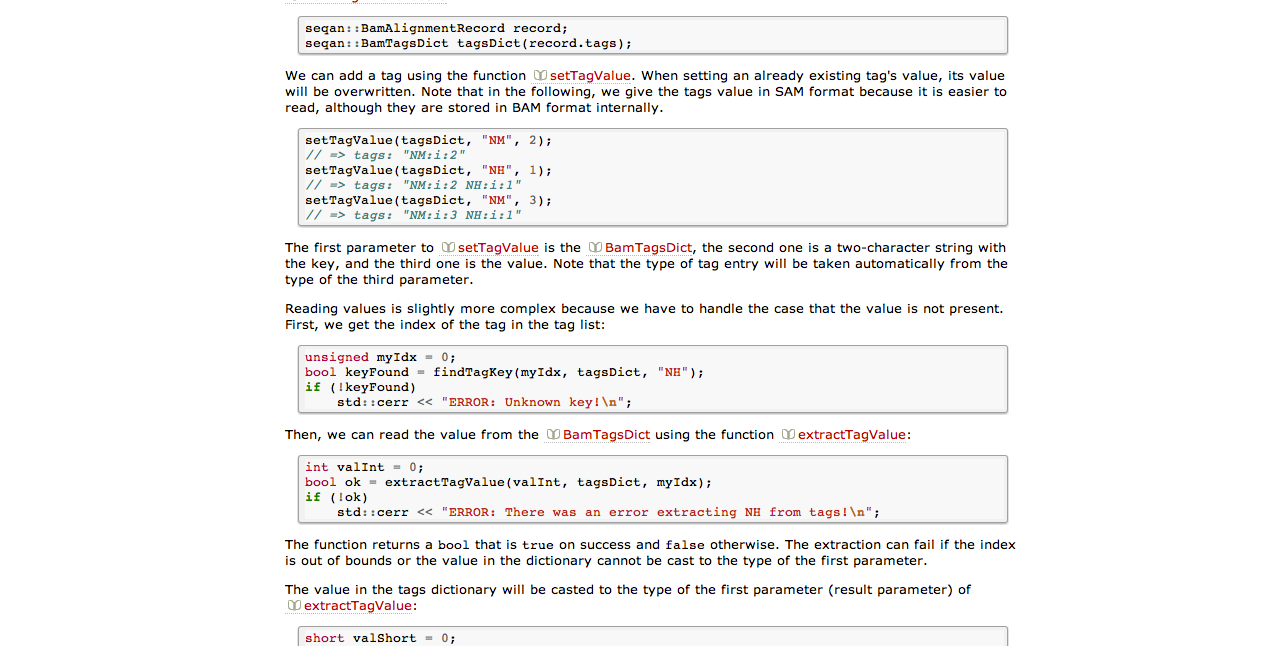 seqan::BamAlignmentRecord record;
seqan::BamTagsDict tagsDict(record.tags);
We can add a tag using the function setTagValue. When setting an already existing tag's value, its value
will be overwritten. Note that in the following, we give the tags value in SAM format because it is easier to
read, although they are stored in BAM format internally.
setTagValue(tagsDict, "NM", 2);
// => tags: "NM:i:2"
setTagValue(tagsDict, "NH", 1);
// => tags: "NM:i:2 NH:i:1"
setTagValue(tagsDict, "NM", 3);
// => tags: "NM:i:3 NH:i:1"
The first parameter to setTagValue is the BamTagsDict, the second one is a two-character string with
the key, and the third one is the value. Note that the type of tag entry will be taken automatically from the
type of the third parameter.
Reading values is slightly more complex because we have to handle the case that the value is not present.
First, we get the index of the tag in the tag list:
unsigned myIdx = 0;
bool keyFound = findTagKey(myIdx, tagsDict, "NH");
if (!keyFound)
    std::cerr << "ERROR: Unknown key!\n";
Then, we can read the value from the BamTagsDict using the function extractTagValue:
int valInt = 0;
bool ok = extractTagValue(valInt, tagsDict, myIdx);
if (!ok)
    std::cerr << "ERROR: There was an error extracting NH from tags!\n";
The function returns a bool that is true on success and false otherwise. The extraction can fail if the index
is out of bounds or the value in the dictionary cannot be cast to the type of the first parameter.
The value in the tags dictionary will be casted to the type of the first parameter (result parameter) of
extractTagValue:
short valShort = 0;